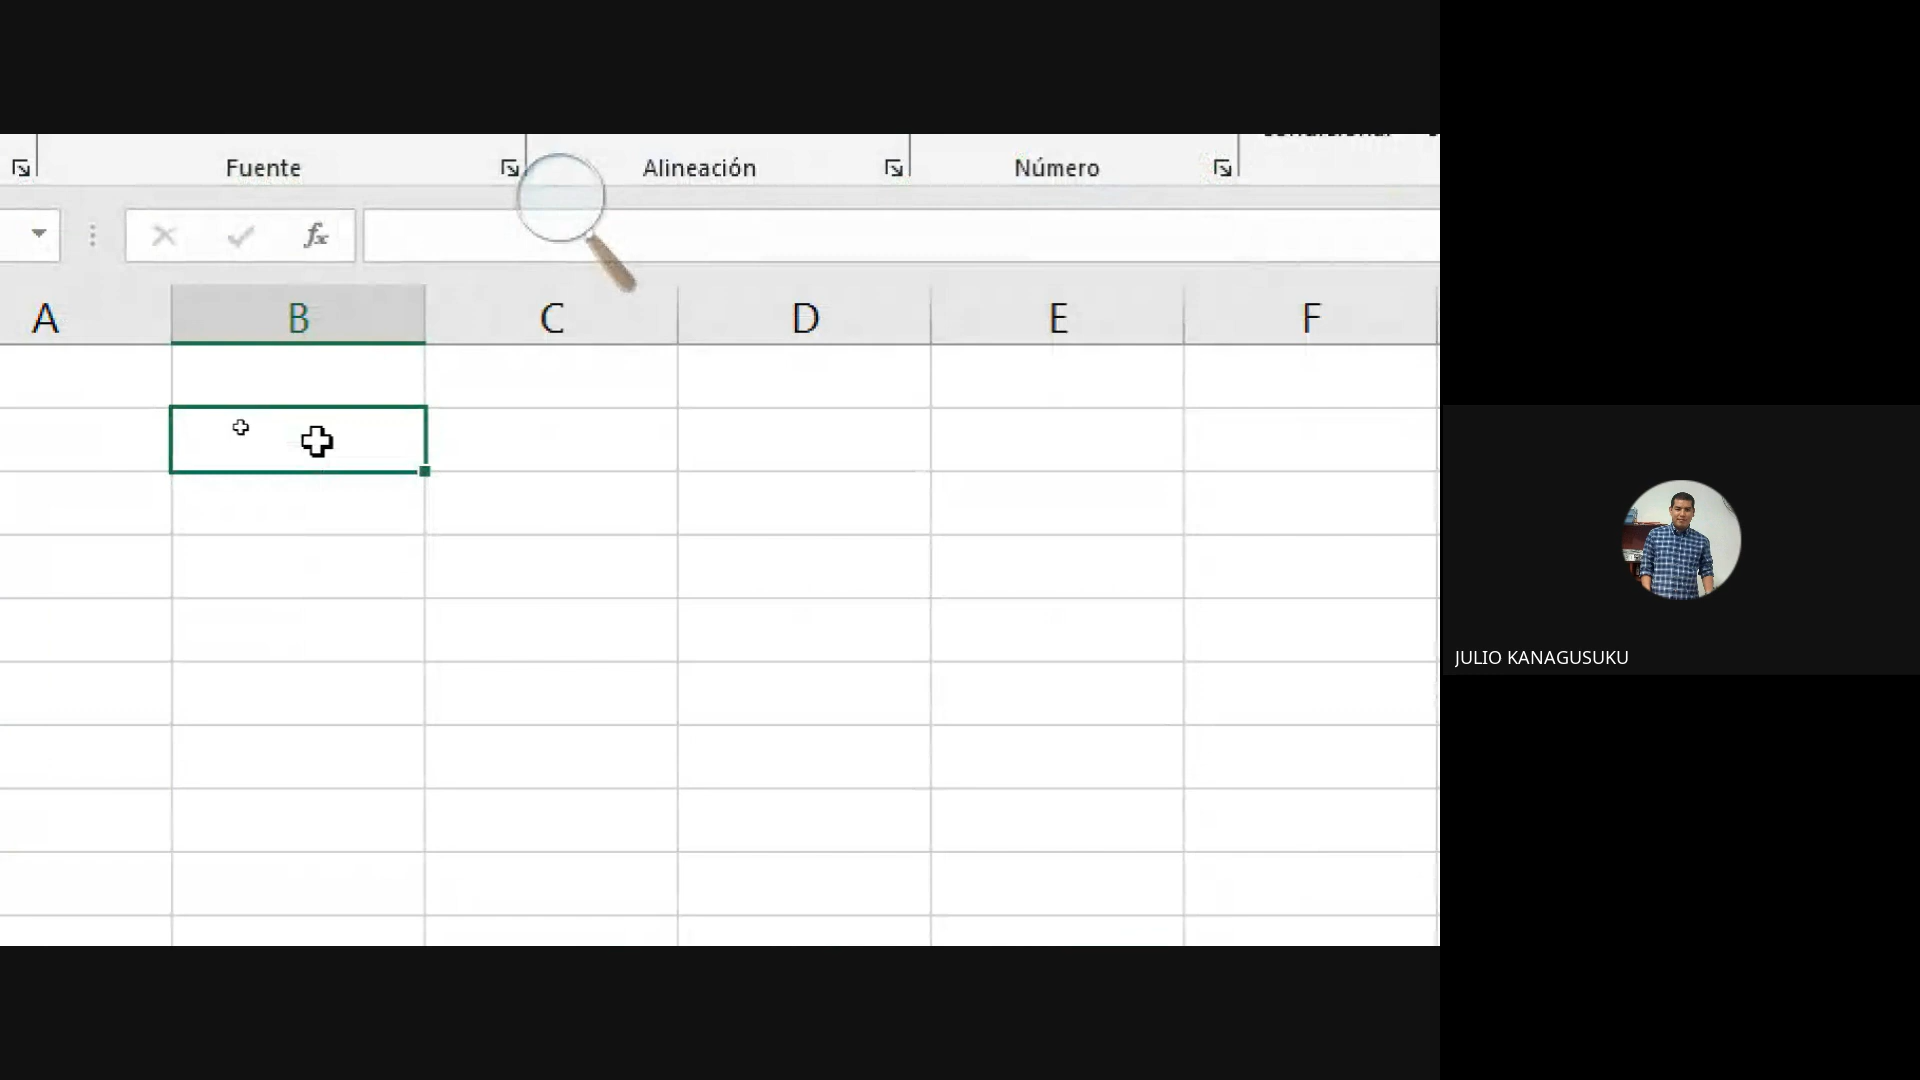 Fuente
Alineación
Número
fx
A
B
C
D
E
F
JULIO KANAGUSUKU